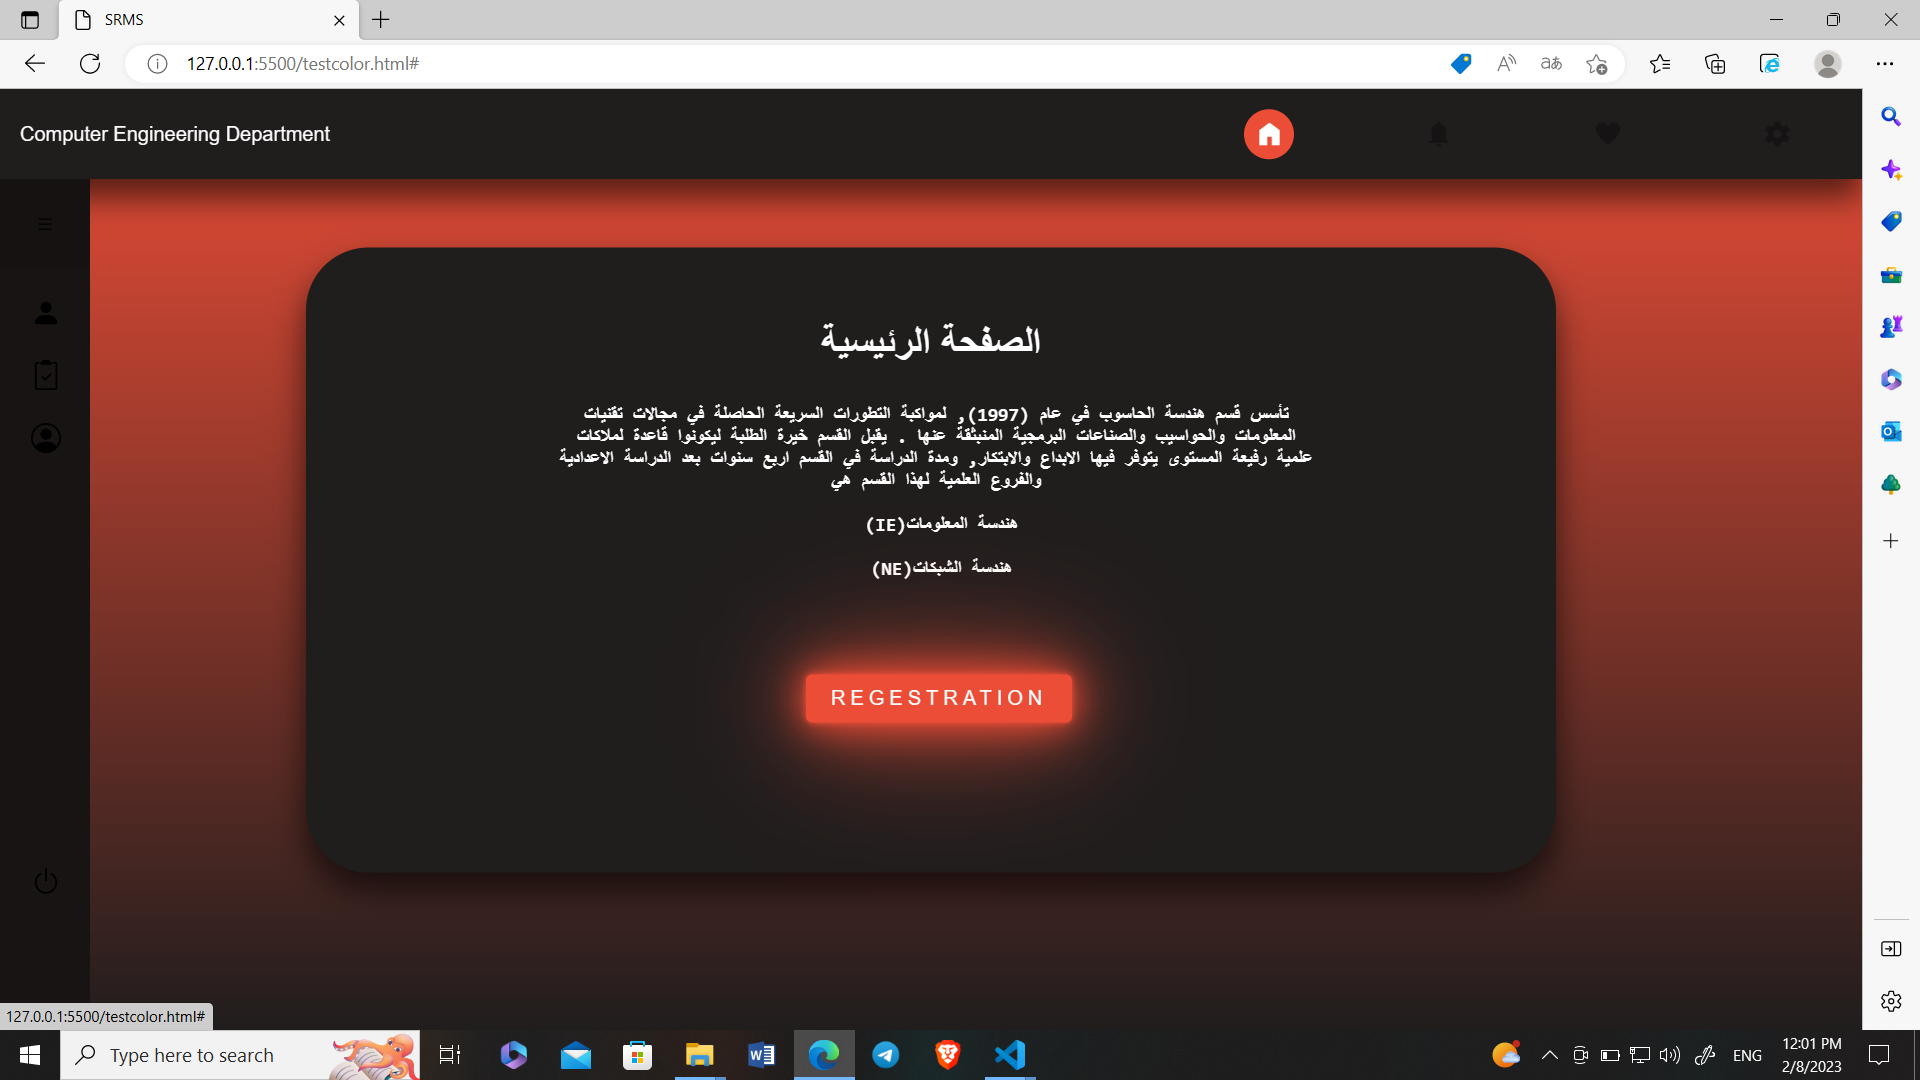 SRMS
127.0.0.1:5500/testcolor.html#
Computer Engineering Department
الصفحة الرئيسية
تأسس قسم هندسة الحاسوب في عام (1997), لمواكبة التطورات السريعة الحاصلة في مجالات تقنيات
المعلومات والحواسيب والصناعات البرمجية المنبثقة عنها . يقبل القسم خيرة الطلبة ليكونوا قاعدة لملاكات
علمية رفيعة المستوى يتوفر فيها الابداع والابتكار, ومدة الدراسة في القسم اربع سنوات بعد الدراسة الاعدادية
والفروع العلمية لهذا القسم هي
هندسة المعلومات(IE)
هندسة الشبكات(NE)
REGESTRATION
127.0.0.1:5500/testcolor.html#
Type here to search
ENG
12:01 PM
2/8/2023